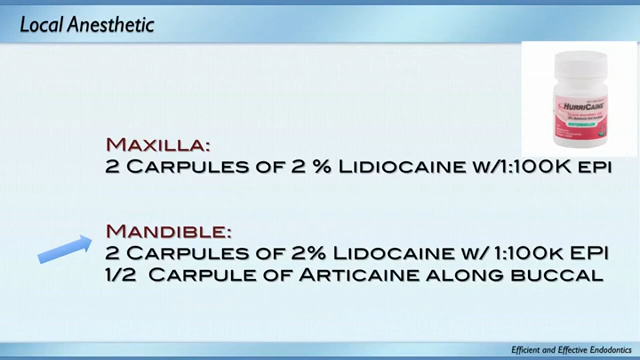 Local Anesthetic
HURRICAINE
MAXILLA:
2 CARPULES OF 2 % LIDIOCAINE W/1:100K EPI
MANDIBLE:
2 CARPULES OF 2% LIDOCAINE W/ 1:100K EPI
1/2 CARPULE OF ARTICAINE ALONG BUCCAL
Efficient and Effective Endodontics